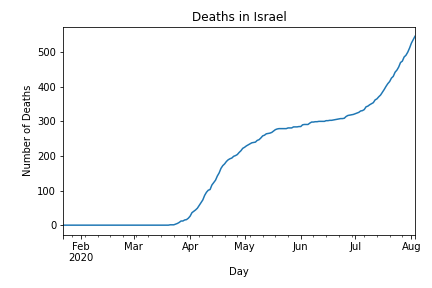 Deaths in Israel
Number of Deaths
500
400
300
200
100
0
Feb
2020
Mar
Apr
May
Jun
Jul
Aug
Day